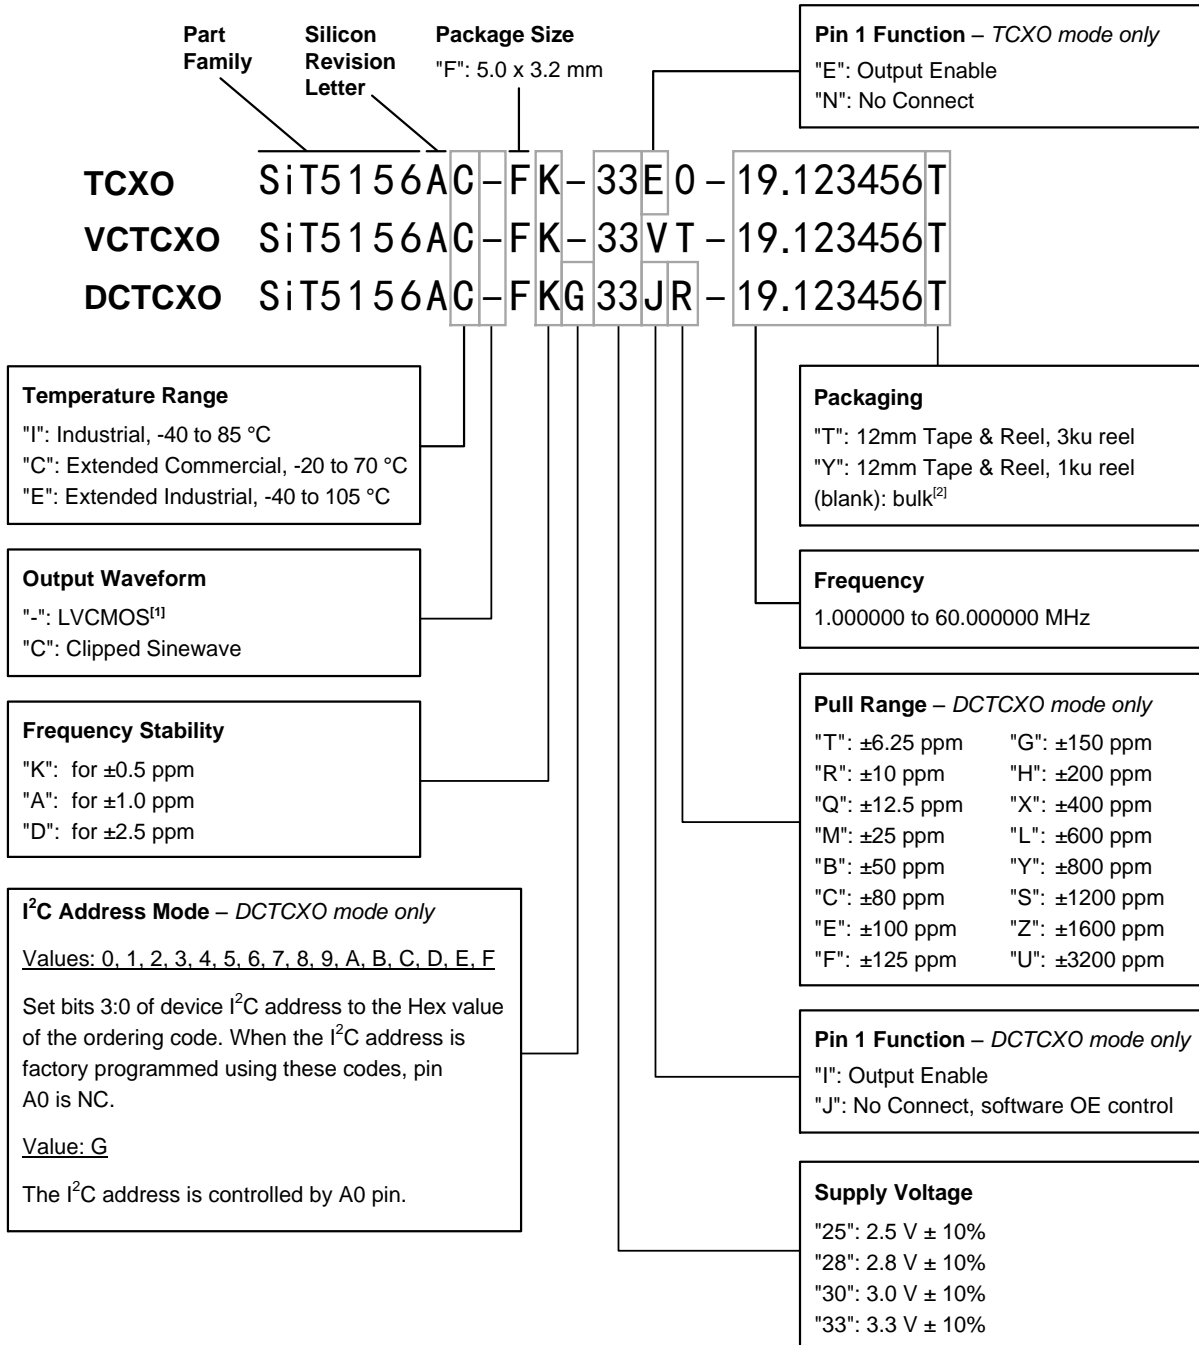 Part
Family
Silicon
Revision
Letter
Package Size
"F": 5.0 x 3.2 mm
Pin 1 Function – TCXO mode only
"E": Output Enable
"N": No Connect
TCXO SiT5156AC-FK-33E0-19.123456T
VCTCXO SiT5156AC-FK-33VT-19.123456T
DCTCXO SiT5156AC-FKG33JR-19.123456T
Temperature Range
"I": Industrial, -40 to 85 °C
"C": Extended Commercial, -20 to 70 °C
"E": Extended Industrial, -40 to 105 °C
Output Waveform
"-": LVCMOS[1]
"C": Clipped Sinewave
Frequency Stability
"K": for ±0.5 ppm
"A": for ±1.0 ppm
"D": for ±2.5 ppm
I²C Address Mode – DCTCXO mode only
Values: 0, 1, 2, 3, 4, 5, 6, 7, 8, 9, A, B, C, D, E, F
Set bits 3:0 of device I²C address to the Hex value
of the ordering code. When the I²C address is
factory programmed using these codes, pin
A0 is NC.
Value: G
The I²C address is controlled by A0 pin.
Packaging
"T": 12mm Tape & Reel, 3ku reel
"Y": 12mm Tape & Reel, 1ku reel
(blank): bulk[2]
Frequency
1.000000 to 60.000000 MHz
Pull Range – DCTCXO mode only
"T": ±6.25 ppm "G": ±150 ppm
"R": ±10 ppm "H": ±200 ppm
"Q": ±12.5 ppm "X": ±400 ppm
"M": ±25 ppm "L": ±600 ppm
"B": ±50 ppm "Y": ±800 ppm
"C": ±80 ppm "S": ±1200 ppm
"E": ±100 ppm "Z": ±1600 ppm
"F": ±125 ppm "U": ±3200 ppm
Pin 1 Function – DCTCXO mode only
"I": Output Enable
"J": No Connect, software OE control
Supply Voltage
"25": 2.5 V ± 10%
"28": 2.8 V ± 10%
"30": 3.0 V ± 10%
"33": 3.3 V ± 10%